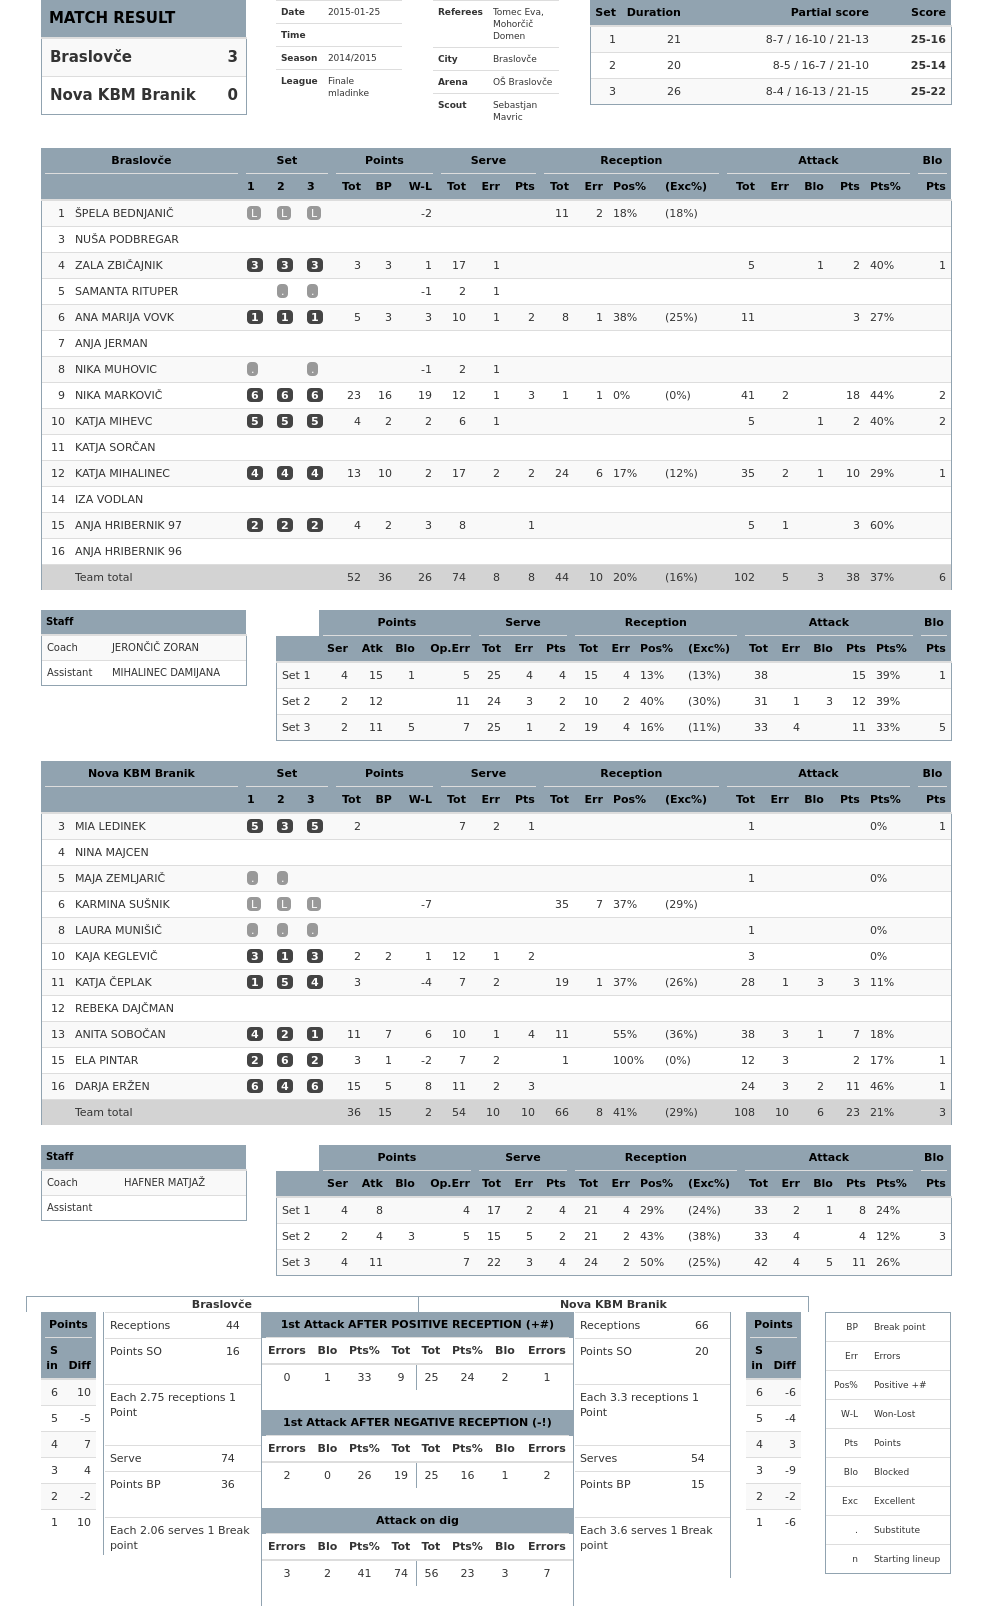 MATCH RESULT
Braslovče 3
Nova KBM Branik 0
Date 2015-01-25
Time
Season 2014/2015
League Finale mladinke
Referees Tomec Eva, Mohorčič Domen
City Braslovče
Arena OŠ Braslovče
Scout Sebastjan Mavric
Set Duration Partial score Score
1 21 8-7 / 16-10 / 21-13 25-16
2 20 8-5 / 16-7 / 21-10 25-14
3 26 8-4 / 16-13 / 21-15 25-22
Braslovče Set Points Serve Reception Attack Blo
1 2 3 Tot BP W-L Tot Err Pts Tot Err Pos% (Exc%) Tot Err Blo Pts Pts% Pts
1 ŠPELA BEDNJANIČ L L L -2 11 2 18% (18%)
3 NUŠA PODBREGAR
4 ZALA ZBIČAJNIK 3 3 3 3 3 1 17 1 5 1 2 40% 1
5 SAMANTA RITUPER . . -1 2 1
6 ANA MARIJA VOVK 1 1 1 5 3 3 10 1 2 8 1 38% (25%) 11 3 27%
7 ANJA JERMAN
8 NIKA MUHOVIC . . -1 2 1
9 NIKA MARKOVIČ 6 6 6 23 16 19 12 1 3 1 1 0% (0%) 41 2 18 44% 2
10 KATJA MIHEVC 5 5 5 4 2 2 6 1 5 1 2 40% 2
11 KATJA SORČAN
12 KATJA MIHALINEC 4 4 4 13 10 2 17 2 2 24 6 17% (12%) 35 2 1 10 29% 1
14 IZA VODLAN
15 ANJA HRIBERNIK 97 2 2 2 4 2 3 8 1 5 1 3 60%
16 ANJA HRIBERNIK 96
Team total 52 36 26 74 8 8 44 10 20% (16%) 102 5 3 38 37% 6
Staff
Coach JERONČIČ ZORAN
Assistant MIHALINEC DAMIJANA
Points Serve Reception Attack Blo
Ser Atk Blo Op.Err Tot Err Pts Tot Err Pos% (Exc%) Tot Err Blo Pts Pts% Pts
Set 1 4 15 1 5 25 4 4 15 4 13% (13%) 38 15 39% 1
Set 2 2 12 11 24 3 2 10 2 40% (30%) 31 1 3 12 39%
Set 3 2 11 5 7 25 1 2 19 4 16% (11%) 33 4 11 33% 5
Nova KBM Branik Set Points Serve Reception Attack Blo
1 2 3 Tot BP W-L Tot Err Pts Tot Err Pos% (Exc%) Tot Err Blo Pts Pts% Pts
3 MIA LEDINEK 5 3 5 2 7 2 1 1 0% 1
4 NINA MAJCEN
5 MAJA ZEMLJARIČ . . 1 0%
6 KARMINA SUŠNIK L L L -7 35 7 37% (29%)
8 LAURA MUNIŠIČ . . . 1 0%
10 KAJA KEGLEVIČ 3 1 3 2 2 1 12 1 2 3 0%
11 KATJA ČEPLAK 1 5 4 3 -4 7 2 19 1 37% (26%) 28 1 3 3 11%
12 REBEKA DAJČMAN
13 ANITA SOBOČAN 4 2 1 11 7 6 10 1 4 11 55% (36%) 38 3 1 7 18%
15 ELA PINTAR 2 6 2 3 1 -2 7 2 1 100% (0%) 12 3 2 17% 1
16 DARJA ERŽEN 6 4 6 15 5 8 11 2 3 24 3 2 11 46% 1
Team total 36 15 2 54 10 10 66 8 41% (29%) 108 10 6 23 21% 3
Staff
Coach HAFNER MATJAŽ
Assistant
Points Serve Reception Attack Blo
Ser Atk Blo Op.Err Tot Err Pts Tot Err Pos% (Exc%) Tot Err Blo Pts Pts% Pts
Set 1 4 8 4 17 2 4 21 4 29% (24%) 33 2 1 8 24%
Set 2 2 4 3 5 15 5 2 21 2 43% (38%) 33 4 4 12% 3
Set 3 4 11 7 22 3 4 24 2 50% (25%) 42 4 5 11 26%
Braslovče Nova KBM Branik
Points
S in Diff
6 10
5 -5
4 7
3 4
2 -2
1 10
Receptions 44
Points SO 16
Each 2.75 receptions 1
Point
Serve 74
Points BP 36
Each 2.06 serves 1 Break
point
1st Attack AFTER POSITIVE RECEPTION (+#)
Errors Blo Pts% Tot Tot Pts% Blo Errors
0 1 33 9 25 24 2 1
1st Attack AFTER NEGATIVE RECEPTION (-!)
Errors Blo Pts% Tot Tot Pts% Blo Errors
2 0 26 19 25 16 1 2
Attack on dig
Errors Blo Pts% Tot Tot Pts% Blo Errors
3 2 41 74 56 23 3 7
Receptions 66
Points SO 20
Each 3.3 receptions 1
Point
Serves 54
Points BP 15
Each 3.6 serves 1 Break
point
Points
S in Diff
6 -6
5 -4
4 3
3 -9
2 -2
1 -6
BP Break point
Err Errors
Pos% Positive +#
W-L Won-Lost
Pts Points
Blo Blocked
Exc Excellent
. Substitute
n Starting lineup